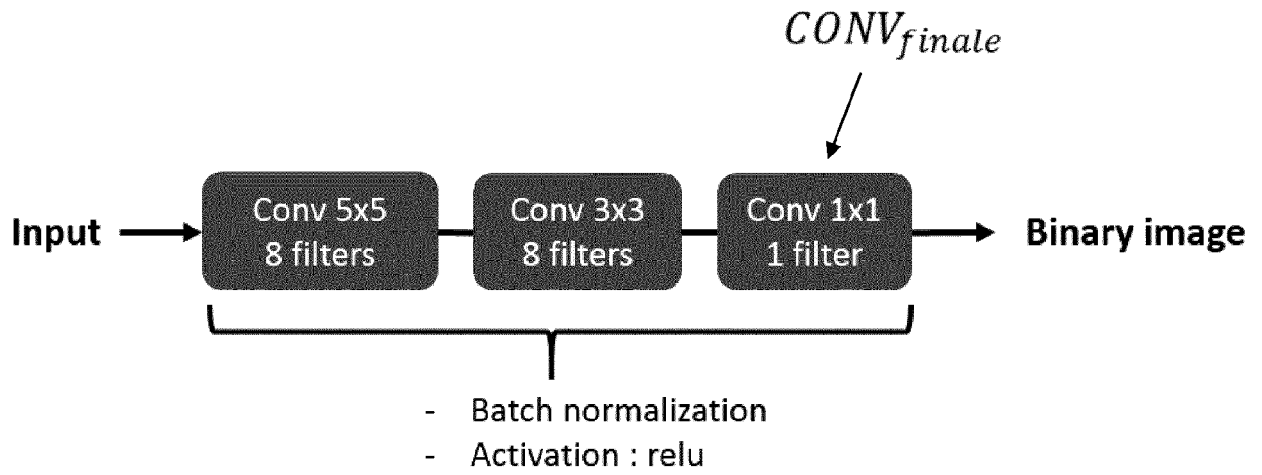 CONV_finale
Input
Conv 5x5
8 filters
Conv 3x3
8 filters
Conv 1x1
1 filter
Binary image
- Batch normalization
- Activation : relu